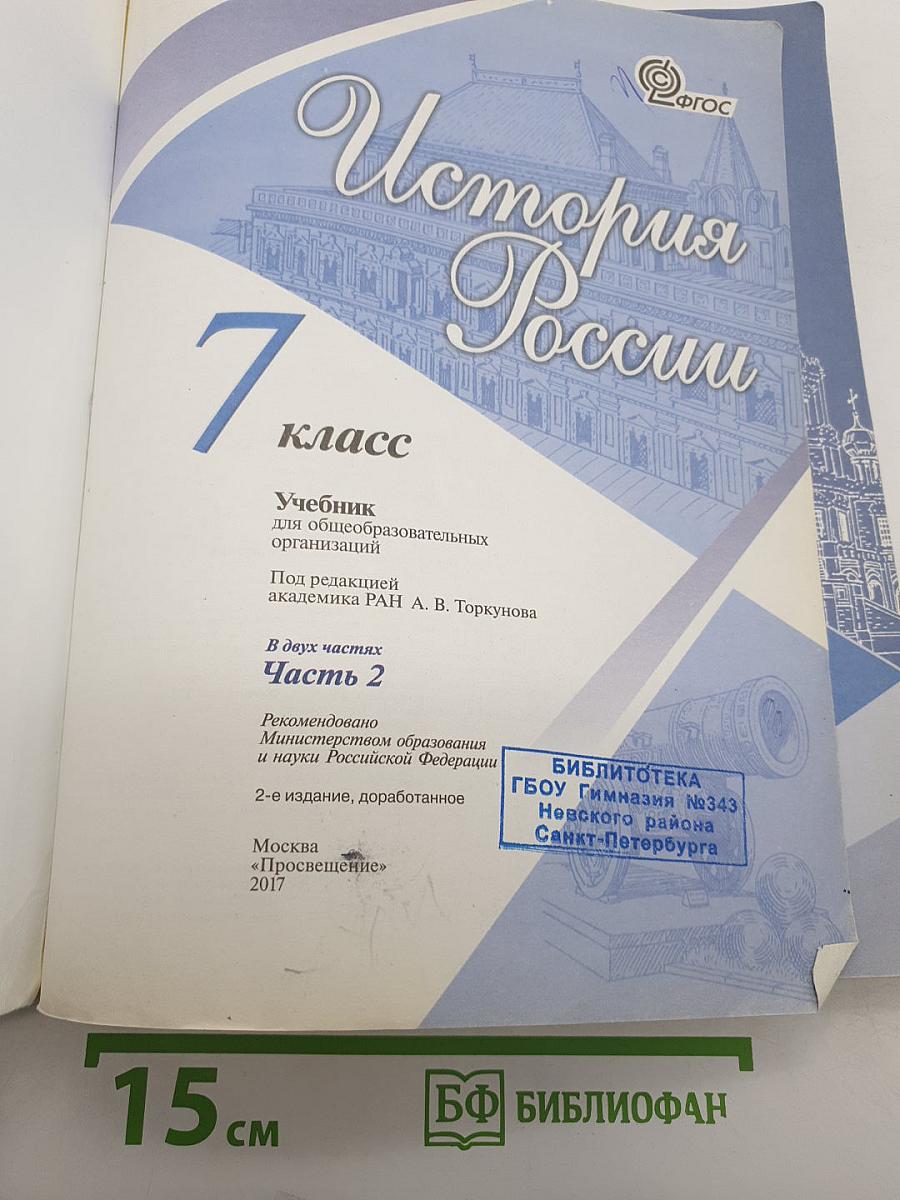 ФГОС
История
России
7
класс
Учебник
для общеобразовательных
организаций
Под редакцией
академика РАН А. В. Торкунова
В двух частях
Часть 2
Рекомендовано
Министерством образования
и науки Российской Федерации
2-е издание, доработанное
Москва
«Просвещение»
2017
БИБЛИТОТЕКА
ГБОУ Гимназия №343
Невского района
Санкт-Петербурга
15 см
БФ БИБЛИОФАН